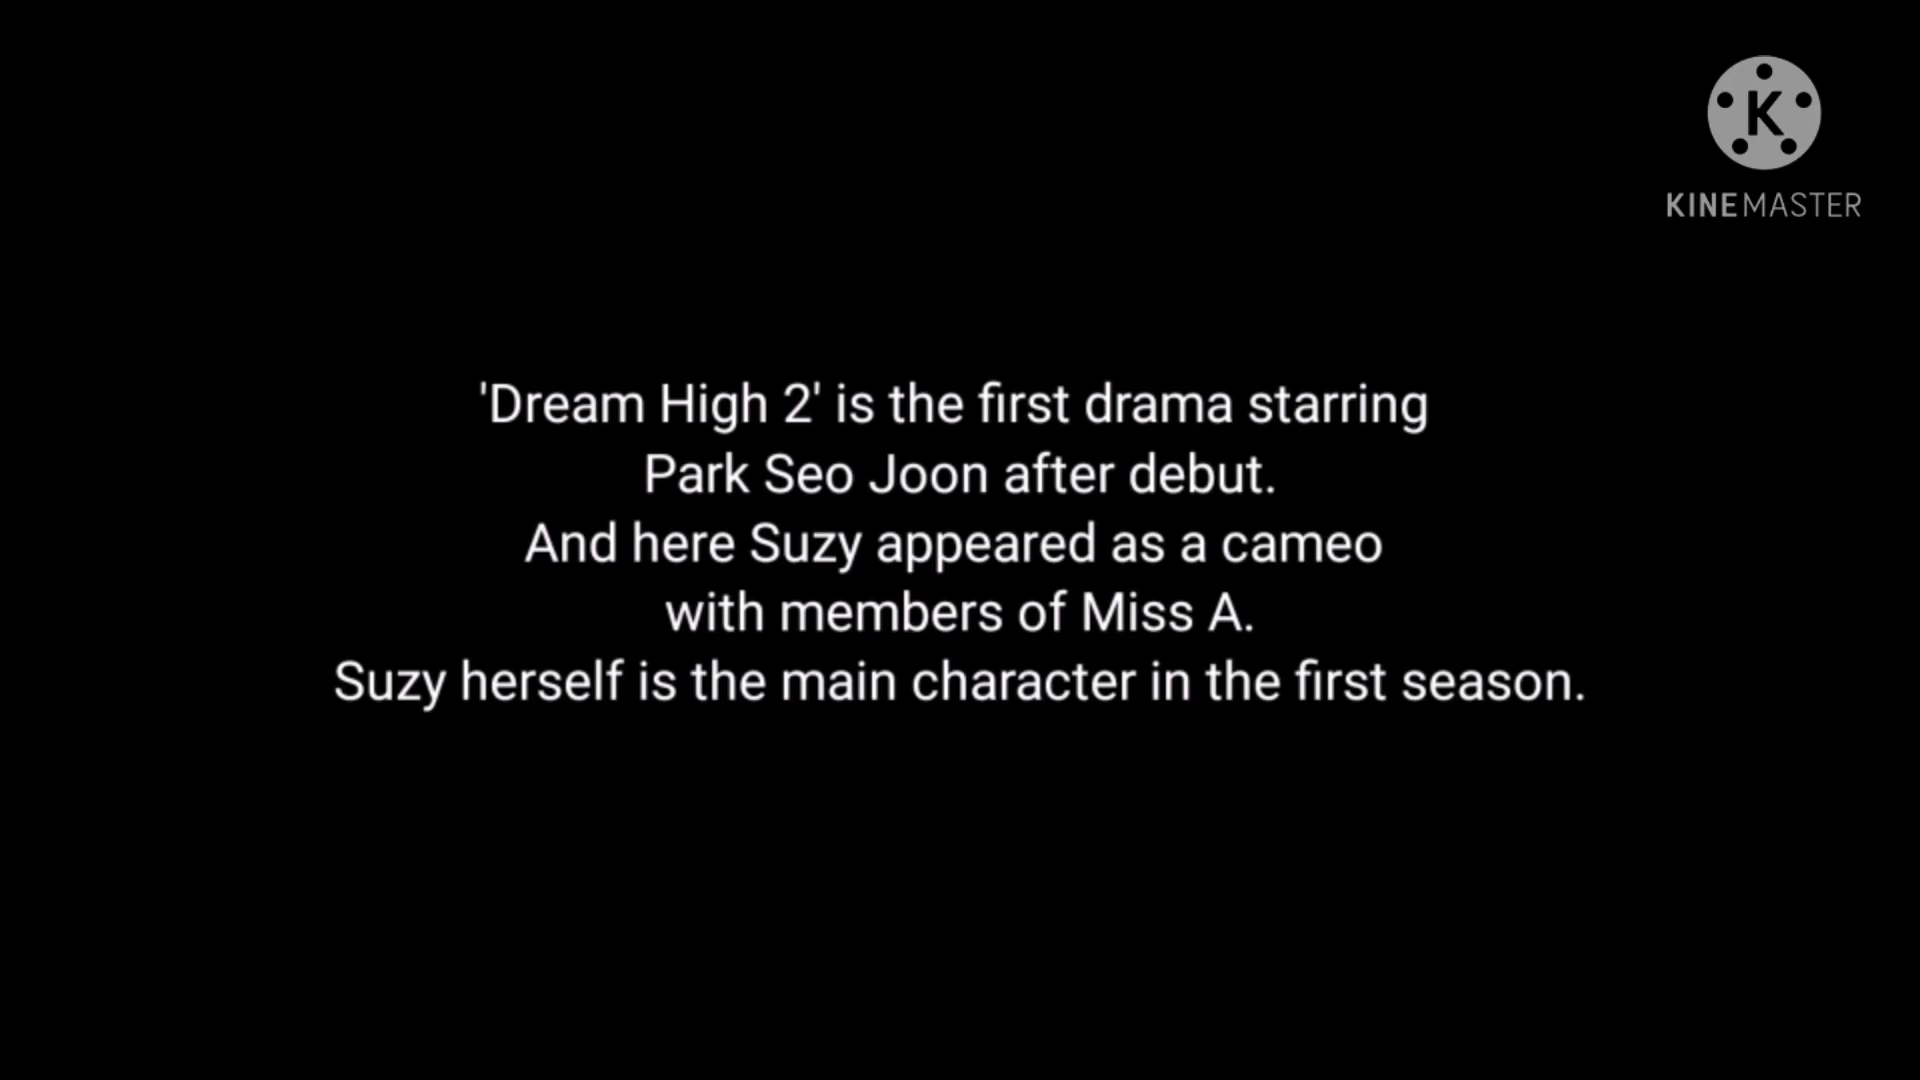 K
KINEMASTER
'Dream High 2' is the first drama starring
Park Seo Joon after debut.
And here Suzy appeared as a cameo
with members of Miss A.
Suzy herself is the main character in the first season.